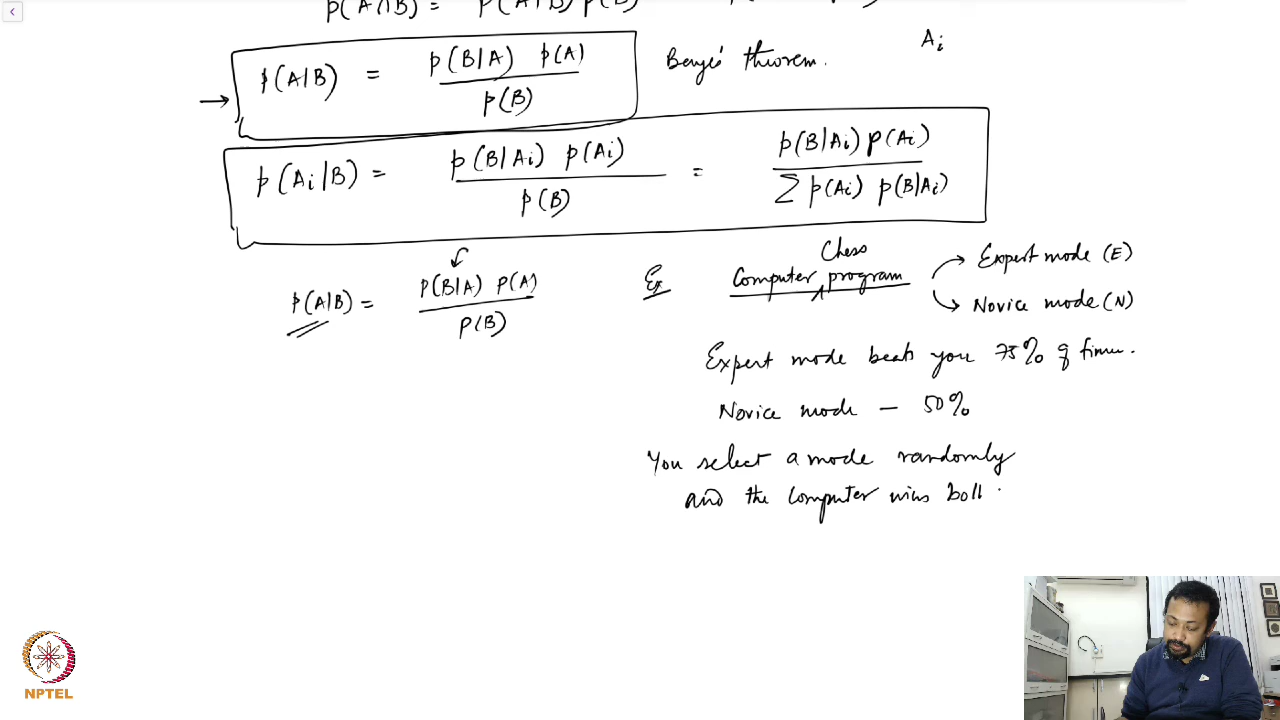 p(A|B) = p(A|B) p(B)
p(A|B) = p(B|A) p(A) / p(B) Baye's theorem. Ai
p(Ai|B) = p(B|Ai) p(Ai) / p(B) = p(B|Ai) p(Ai) / Σ p(Ai) p(B|Ai)
p(A|B) = p(B|A) p(A) / p(B)
Ex Computer Chess program
Expert mode (E)
Novice mode (N)
Expert mode beats you 75% of times.
Novice mode — 50%
You select a mode randomly
and the computer wins both
NPTEL